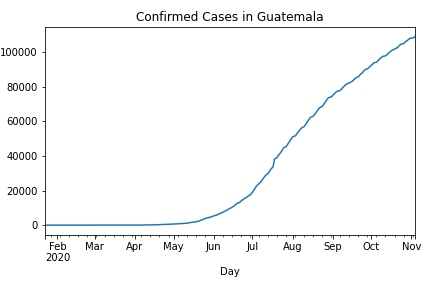 Confirmed Cases in Guatemala
100000
80000
60000
40000
20000
0
Feb Mar Apr May Jun Jul Aug Sep Oct Nov
2020
Day